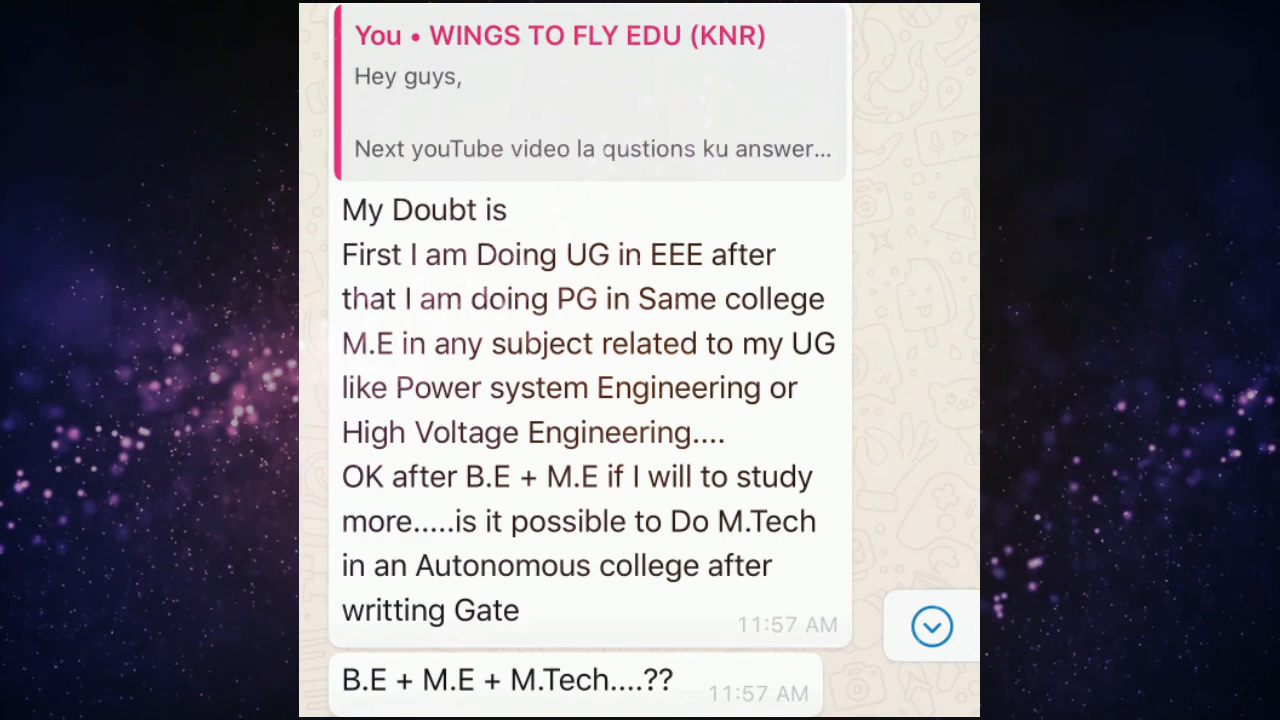 You • WINGS TO FLY EDU (KNR)
Hey guys,
Next youTube video la qustions ku answer...
My Doubt is
First I am Doing UG in EEE after
that I am doing PG in Same college
M.E in any subject related to my UG
like Power system Engineering or
High Voltage Engineering....
OK after B.E + M.E if I will to study
more.....is it possible to Do M.Tech
in an Autonomous college after
writting Gate
11:57 AM
B.E + M.E + M.Tech....??
11:57 AM